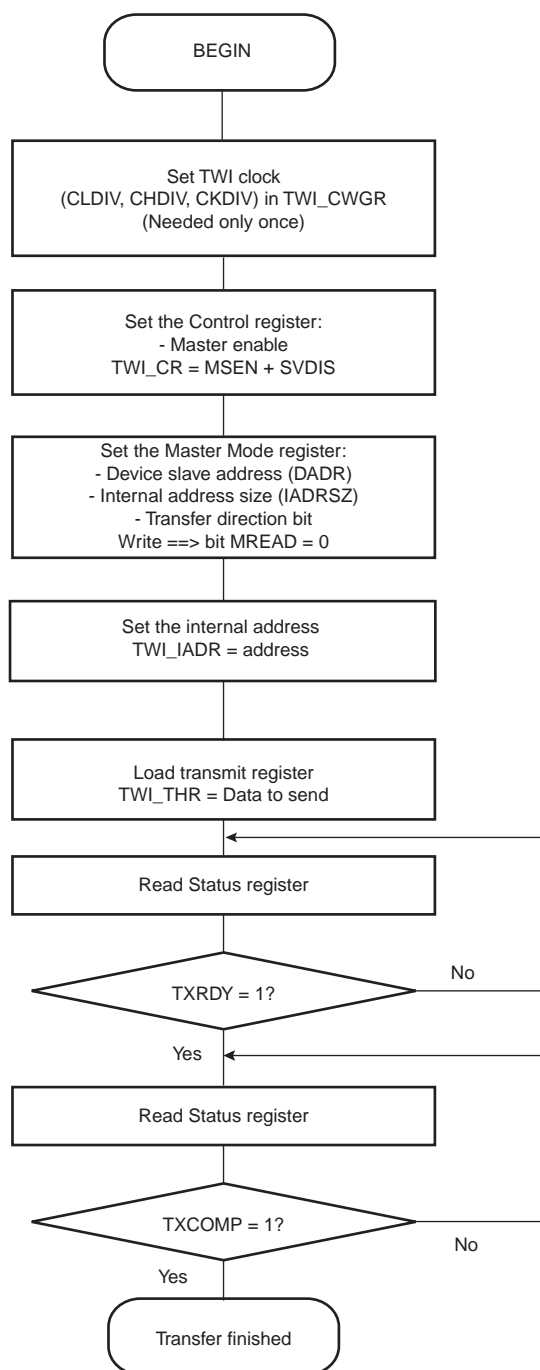 BEGIN
Set TWI clock
(CLDIV, CHDIV, CKDIV) in TWI_CWGR
(Needed only once)
Set the Control register:
- Master enable
TWI_CR = MSEN + SVDIS
Set the Master Mode register:
- Device slave address (DADR)
- Internal address size (IADRSZ)
- Transfer direction bit
Write ==> bit MREAD = 0
Set the internal address
TWI_IADR = address
Load transmit register
TWI_THR = Data to send
Read Status register
No
TXRDY = 1?
Yes
Read Status register
TXCOMP = 1?
No
Yes
Transfer finished